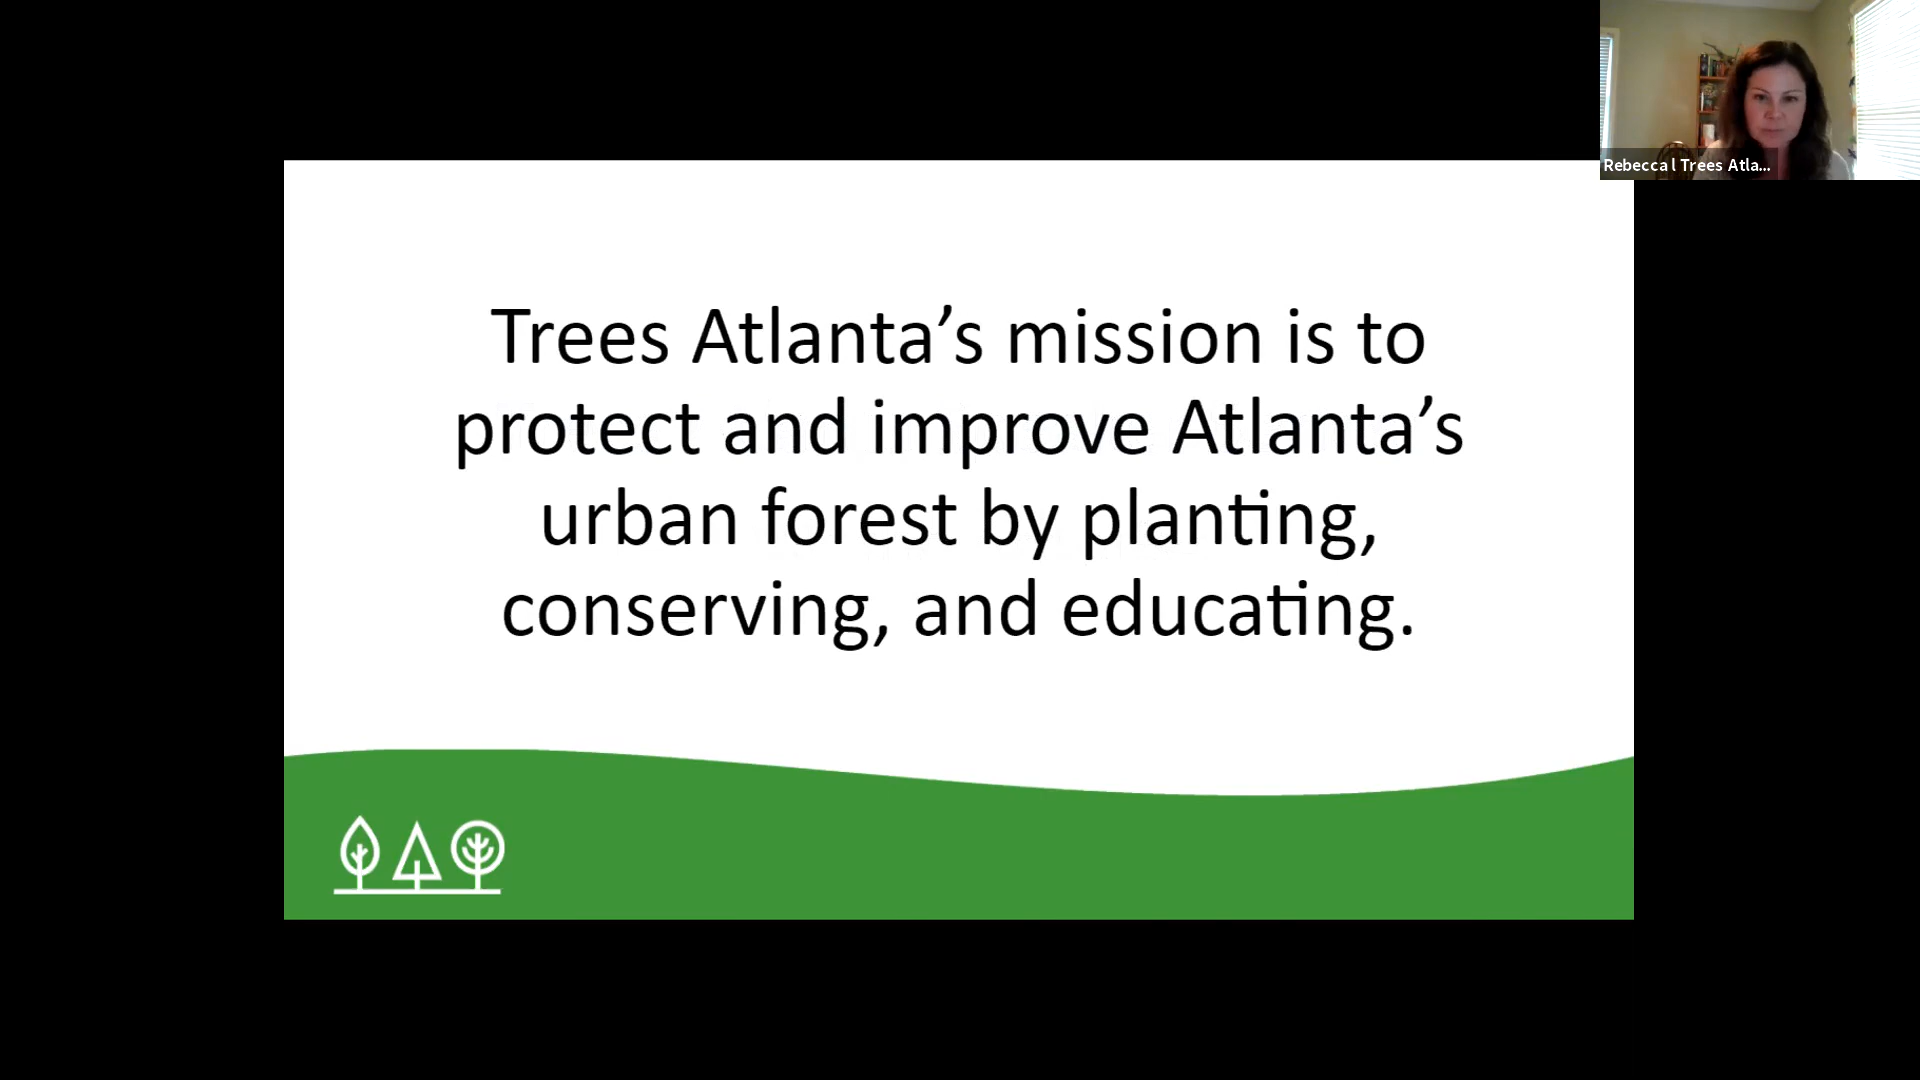 Rebecca l Trees Atla...
Trees Atlanta’s mission is to
protect and improve Atlanta’s
urban forest by planting,
conserving, and educating.